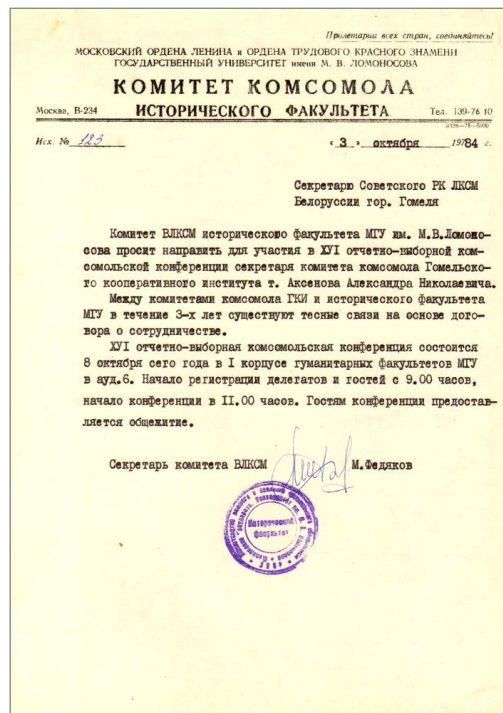 Пролетарии всех стран, соединяйтесь!
МОСКОВСКИЙ ОРДЕНА ЛЕНИНА и ОРДЕНА ТРУДОВОГО КРАСНОГО ЗНАМЕНИ
ГОСУДАРСТВЕННЫЙ УНИВЕРСИТЕТ имени М. В. ЛОМОНОСОВА
КОМИТЕТ КОМСОМОЛА
Москва, В-234 ИСТОРИЧЕСКОГО ФАКУЛЬТЕТА Тел. 139-76 10
Исх. № 123 «3» октября 19784 г.
Секретарю Советского РК ЛКСМ
Белоруссии гор. Гомеля
Комитет ВЛКСМ исторического факультета МГУ им. М.В.Ломоно-
сова просит направить для участия в ХУІ отчетно-выборной ком-
сомольской конференции секретаря комитета комсомола Гомельско-
го кооперативного института т. Аксенова Александра Николаевича.
Между комитетами комсомола ГКИ и исторического факультета
МГУ в течение 3-х лет существуют тесные связи на основе дого-
вора о сотрудничестве.
ХУІ отчетно-выборная комсомольская конференция состоится
8 октября сего года в I корпусе гуманитарных факультетов МГУ
в ауд.6. Начало регистрации делегатов и гостей с 9.00 часов,
начало конференции в II.00 часов. Гостям конференции предостав-
ляется общежитие.
Секретарь комитета ВЛКСМ М.Федяков
Исторический
факультет